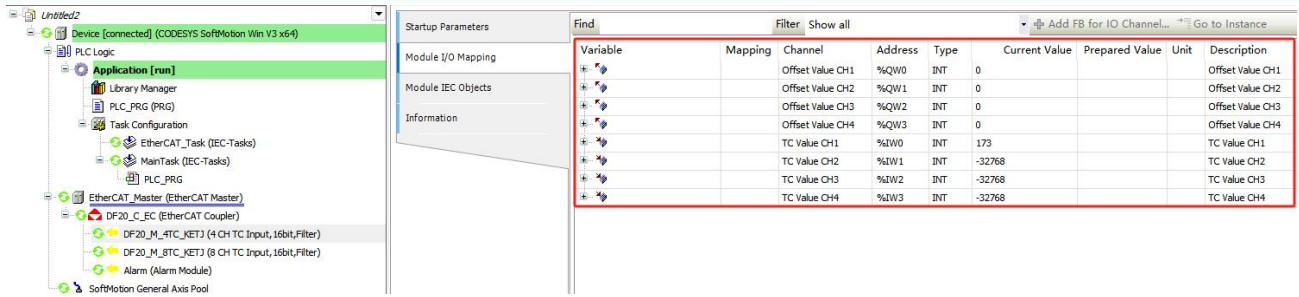 Untitled2
Device [connected] (CODESYS SoftMotion Win V3 x64)
PLC Logic
Application [run]
Library Manager
PLC_PRG (PRG)
Task Configuration
EtherCAT_Task (IEC-Tasks)
MainTask (IEC-Tasks)
PLC_PRG
EtherCAT_Master (EtherCAT Master)
DF20_C_EC (EtherCAT Coupler)
DF20_M_4TC_KETJ (4 CH TC Input,16bit,Filter)
DF20_M_8TC_KETJ (8 CH TC Input,16bit,Filter)
Alarm (Alarm Module)
SoftMotion General Axis Pool
Startup Parameters
Module I/O Mapping
Module IEC Objects
Information
Find Filter Show all Add FB for IO Channel... Go to Instance
Variable Mapping Channel Address Type Current Value Prepared Value Unit Description
Offset Value CH1 %QW0 INT 0 Offset Value CH1
Offset Value CH2 %QW1 INT 0 Offset Value CH2
Offset Value CH3 %QW2 INT 0 Offset Value CH3
Offset Value CH4 %QW3 INT 0 Offset Value CH4
TC Value CH1 %IW0 INT 173 TC Value CH1
TC Value CH2 %IW1 INT -32768 TC Value CH2
TC Value CH3 %IW2 INT -32768 TC Value CH3
TC Value CH4 %IW3 INT -32768 TC Value CH4